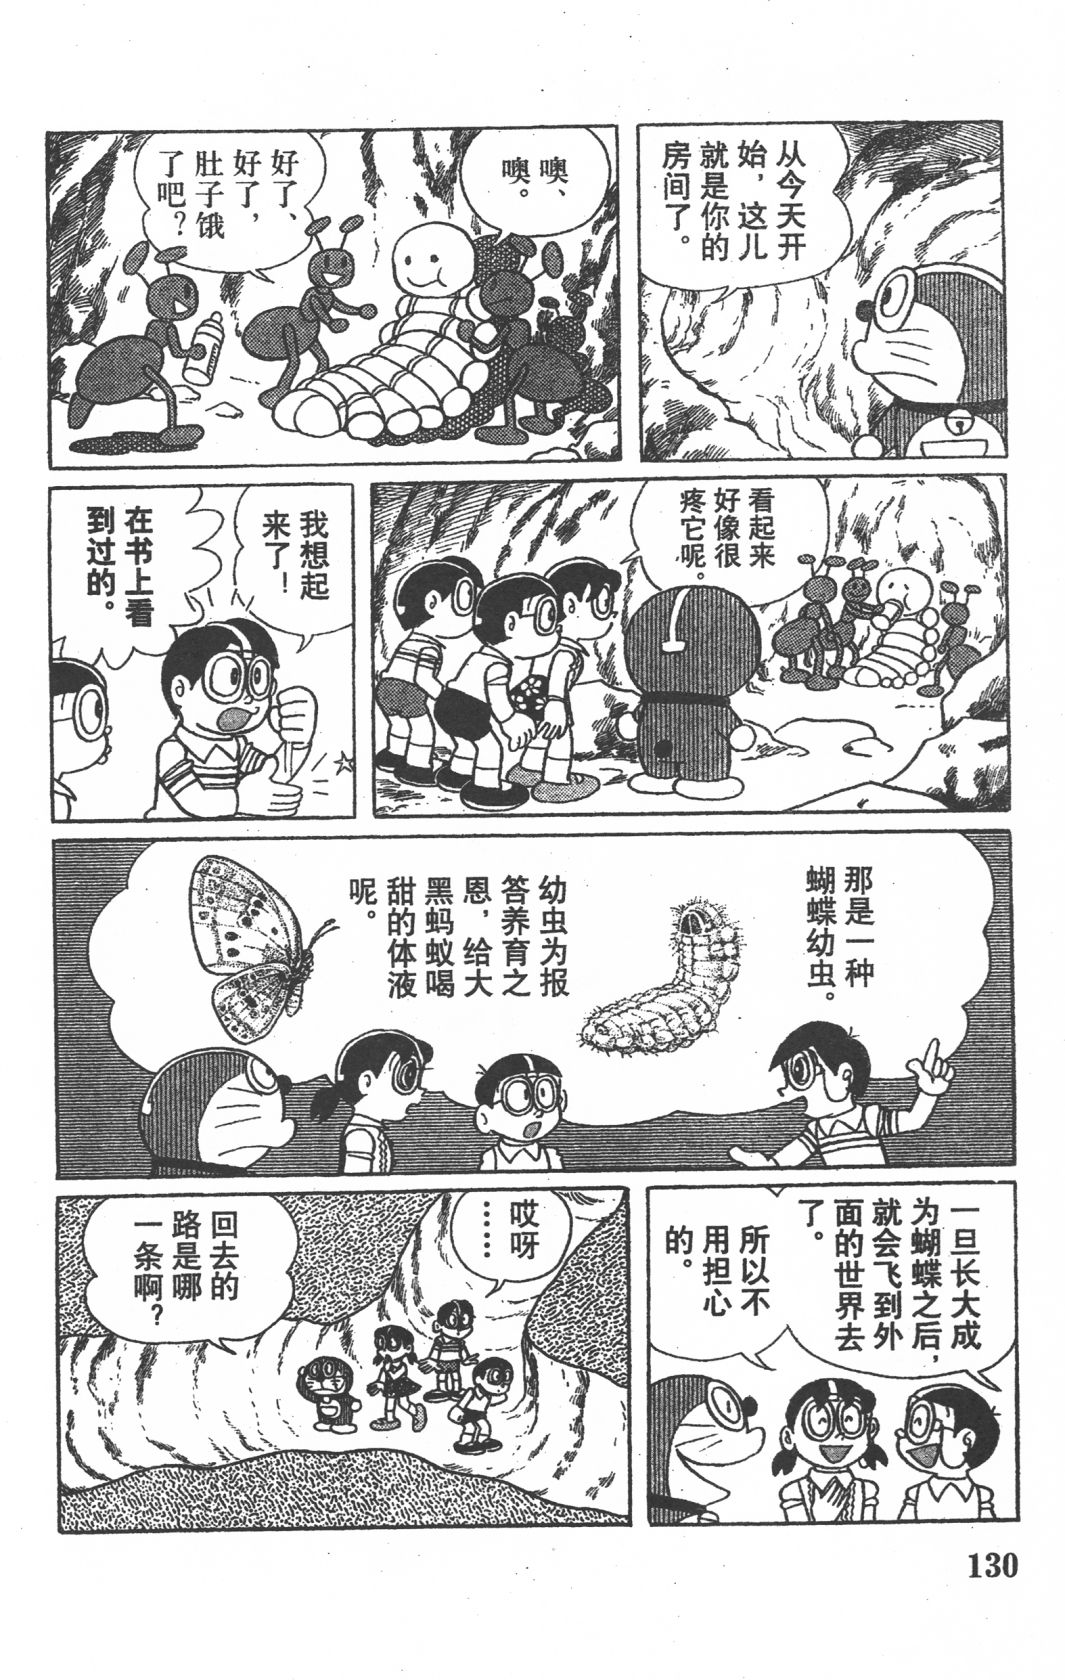 从今天开
始，这儿
就是你的
房间了。
噢、
噢。
好了、
好了，
肚子饿
了吧？
看起来
好像很
疼它呢。
我想起
来了！
在书上看
到过的。
那是一种
蝴蝶幼虫。
幼虫为报
答养育之
恩，给大
黑蚂蚁喝
甜的体液
呢。
一旦长大成
为蝴蝶之后，
就会飞到外
面的世界去
了。
所以不
用担心
的。
哎呀
……
回去的
路是哪
一条啊？
130